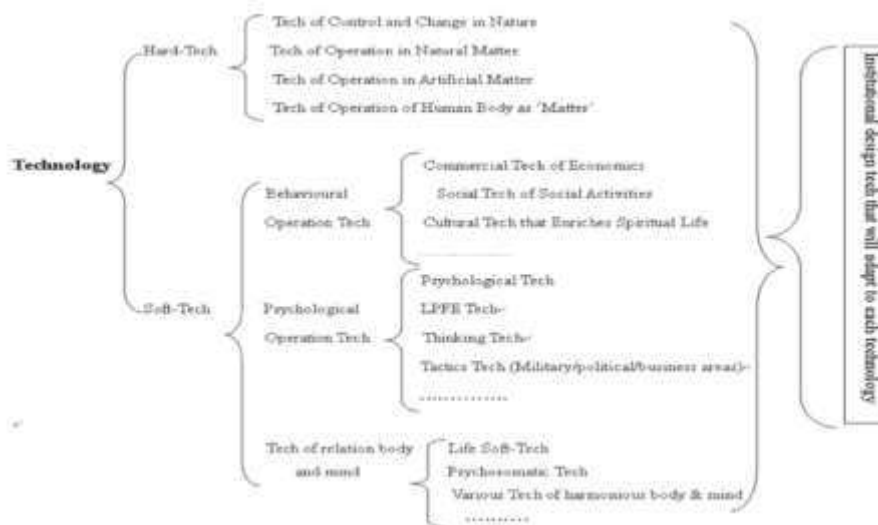 Tech of Control and Change in Nature
Hard-Tech
Tech of Operation in Natural Matter
Tech of Operation in Artificial Matter
Tech of Operation of Human Body as ‘Matter’
Technology
Soft-Tech
Behavioural
Operation Tech
Commercial Tech of Economics
Social Tech of Social Activities
Cultural Tech that Enriches Spiritual Life
Psychological
Operation Tech
Psychological Tech
LPFE Tech
Thinking Tech
Tactics Tech (Military/political/business areas)
..............
Tech of relation body
and mind
Life Soft-Tech
Psychosomatic Tech
Various Tech of harmonious body & mind
..........
Institutional design tech that will adapt to each technology